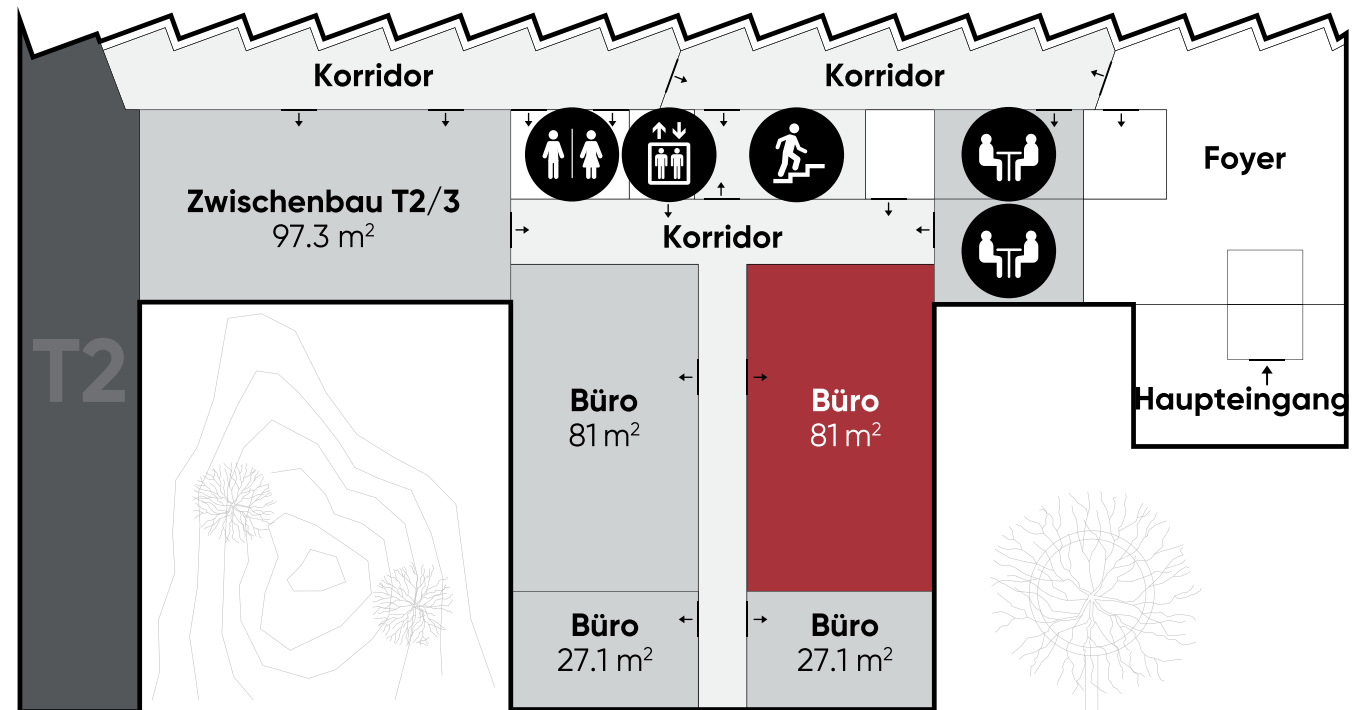 Korridor
Korridor
Foyer
Zwischenbau T2/3
97.3 m²
Korridor
T2
Büro
81 m²
Büro
81 m²
Haupteingang
Büro
27.1 m²
Büro
27.1 m²